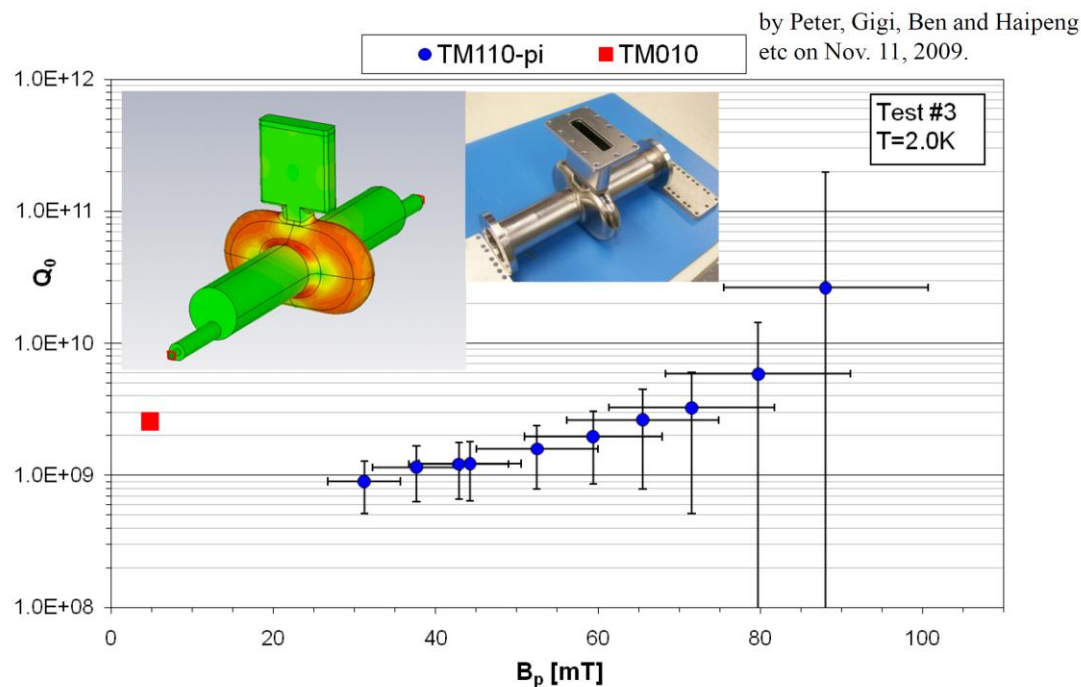 by Peter, Gigi, Ben and Haipeng
etc on Nov. 11, 2009.
TM110-pi
TM010
1.0E+12
1.0E+11
1.0E+10
1.0E+09
1.0E+08
Q0
Test #3
T=2.0K
0
20
40
60
80
100
Bp [mT]